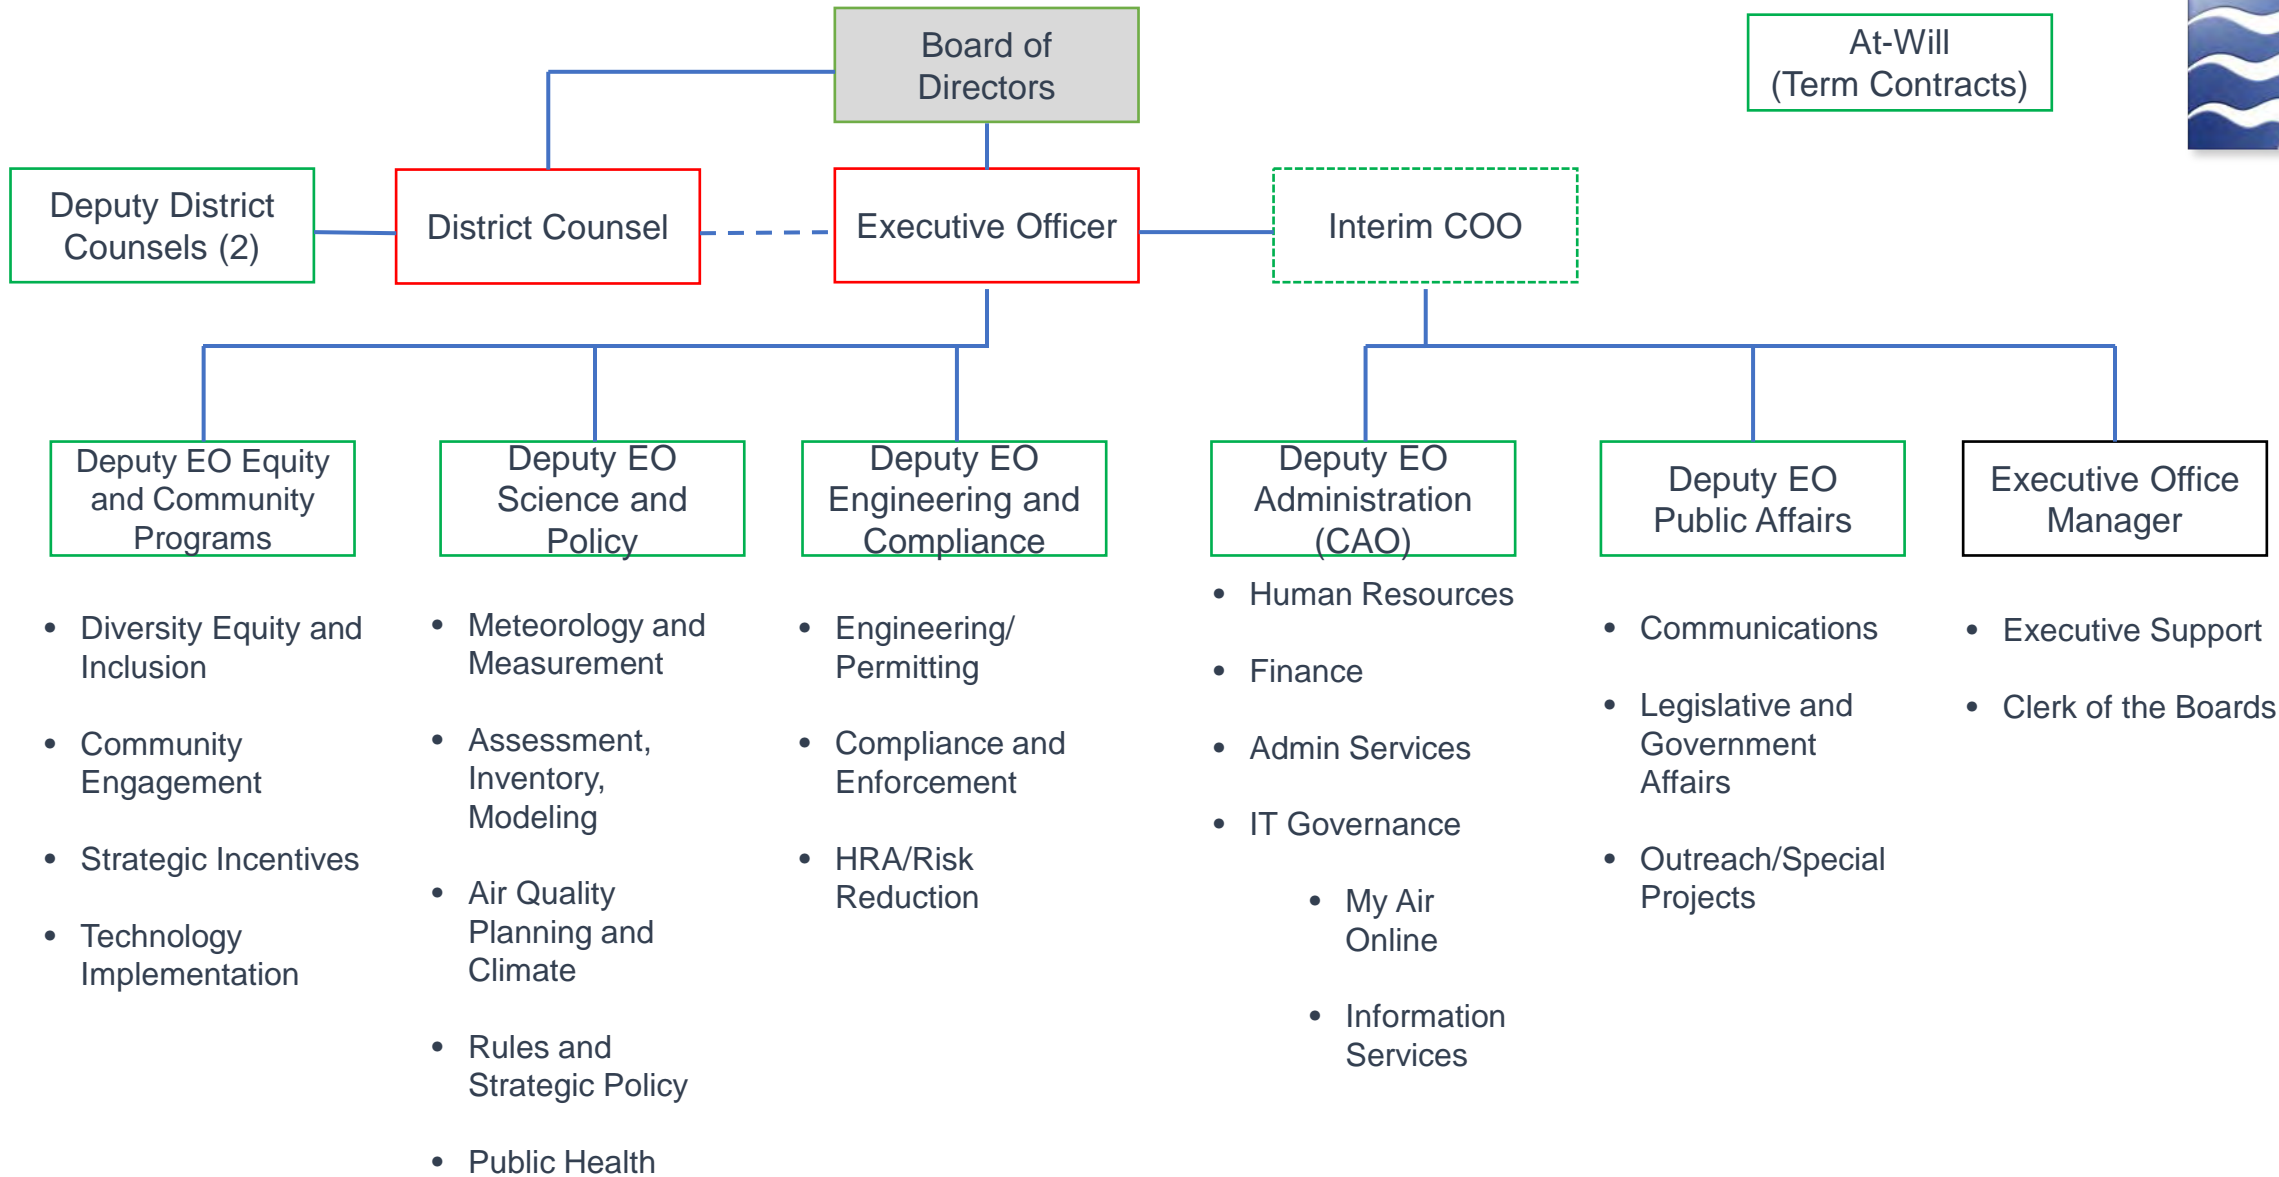 Board of
Directors
At-Will
(Term Contracts)
Deputy District
Counsels (2)
District Counsel
Executive Officer
Interim COO
Deputy EO Equity
and Community
Programs
Deputy EO
Science and
Policy
Deputy EO
Engineering and
Compliance
Deputy EO
Administration
(CAO)
Deputy EO
Public Affairs
Executive Office
Manager
• Diversity Equity and
Inclusion
• Community
Engagement
• Strategic Incentives
• Technology
Implementation
• Meteorology and
Measurement
• Assessment,
Inventory,
Modeling
• Air Quality
Planning and
Climate
• Rules and
Strategic Policy
• Public Health
• Engineering/
Permitting
• Compliance and
Enforcement
• HRA/Risk
Reduction
• Human Resources
• Finance
• Admin Services
• IT Governance
• My Air
Online
• Information
Services
• Communications
• Legislative and
Government
Affairs
• Outreach/Special
Projects
• Executive Support
• Clerk of the Boards